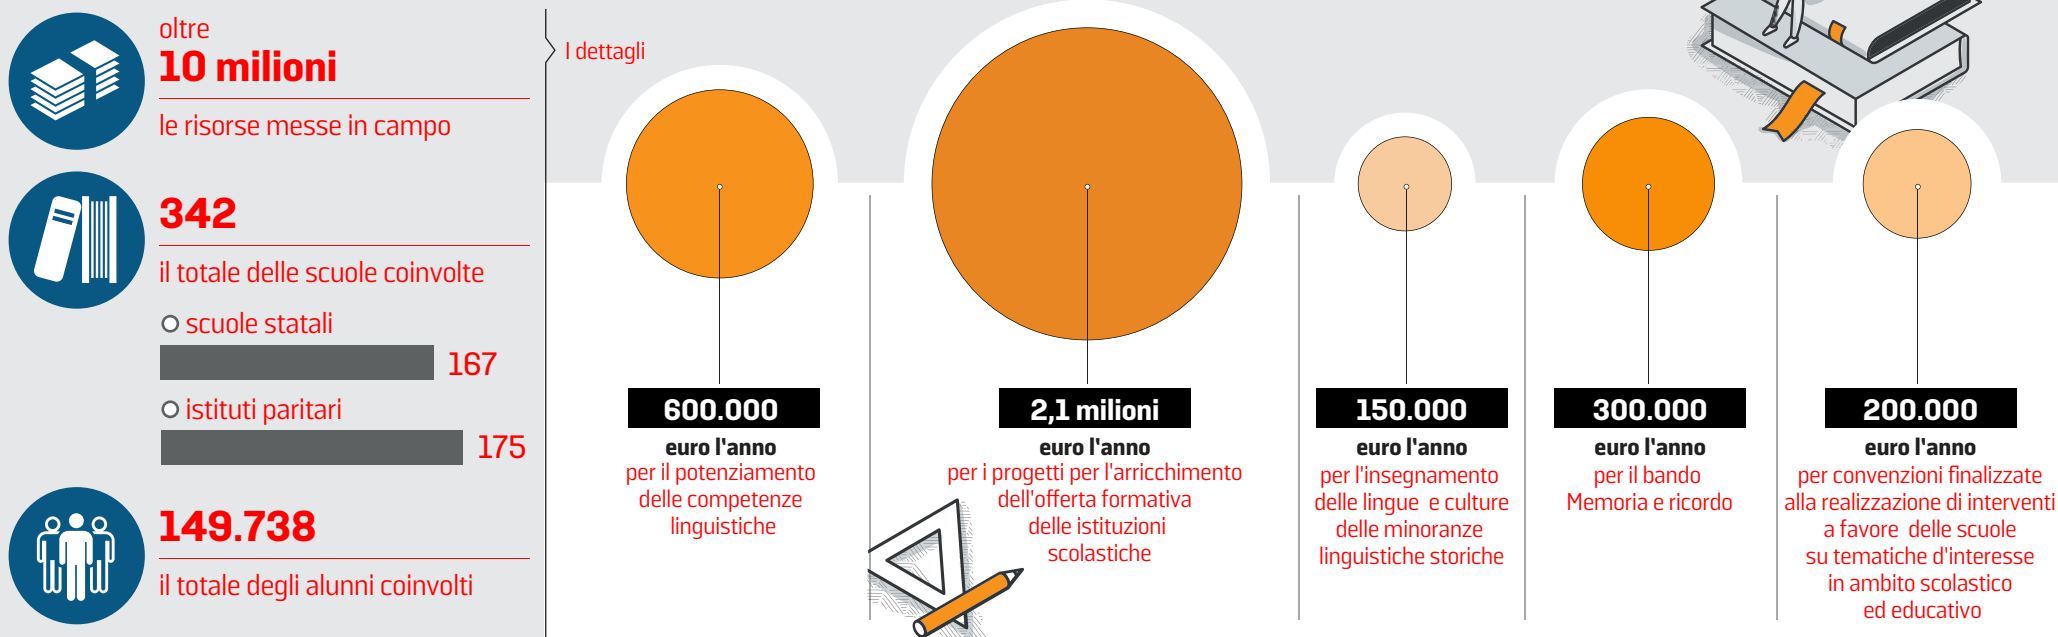 oltre
10 milioni
le risorse messe in campo
342
il totale delle scuole coinvolte
scuole statali
167
istituti paritari
175
149.738
il totale degli alunni coinvolti
I dettagli
600.000
euro l'anno
per il potenziamento
delle competenze
linguistiche
2,1 milioni
euro l'anno
per i progetti per l'arricchimento
dell'offerta formativa
delle istituzioni
scolastiche
150.000
euro l'anno
per l'insegnamento
delle lingue e culture
delle minoranze
linguistiche storiche
300.000
euro l'anno
per il bando
Memoria e ricordo
200.000
euro l'anno
per convenzioni finalizzate
alla realizzazione di interventi
a favore delle scuole
su tematiche d'interesse
in ambito scolastico
ed educativo